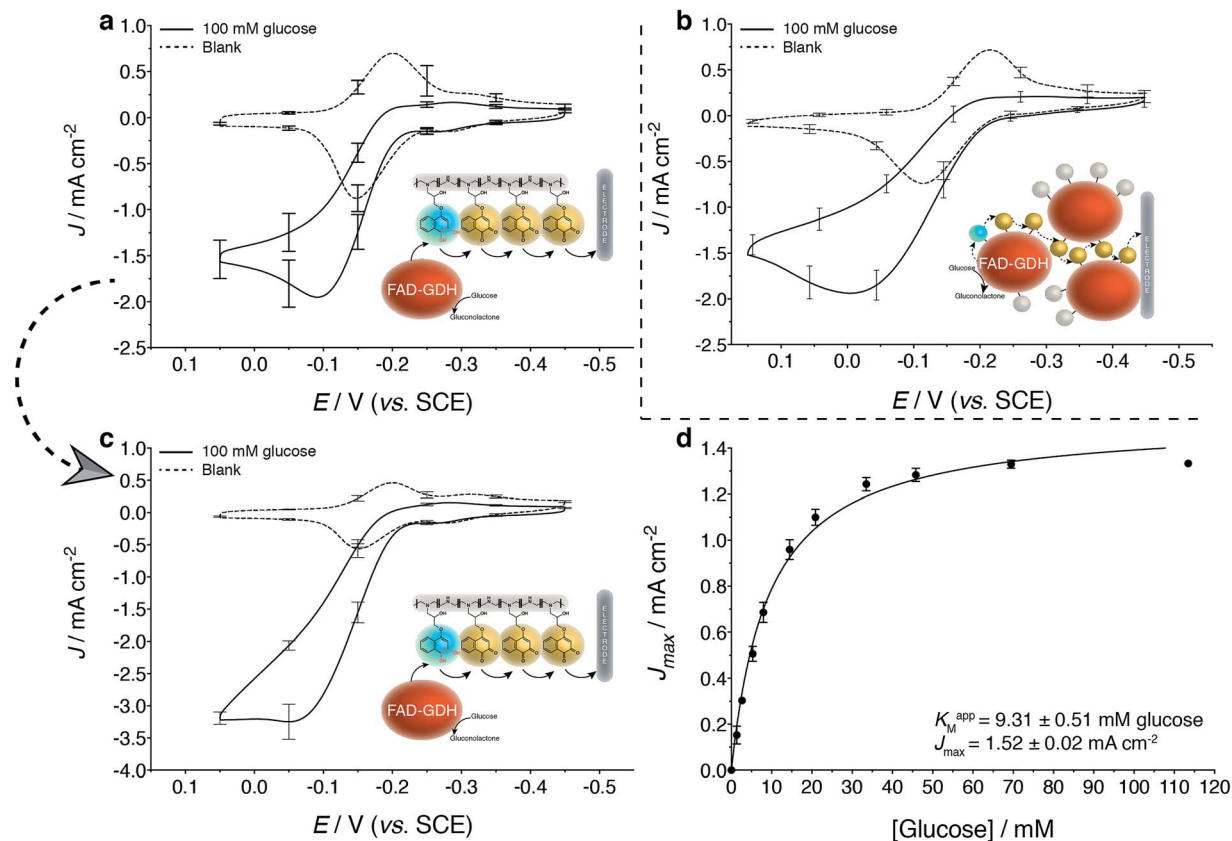 a
100 mM glucose
Blank
1.0
0.5
0.0
-0.5
-1.0
-1.5
-2.0
-2.5
J / mA cm-2
0.1
0.0
-0.1
-0.2
-0.3
-0.4
-0.5
E / V (vs. SCE)
OH
OH
OH
OH
ELECTRODE
FAD-GDH
Glucose
Gluconolactone
b
100 mM glucose
Blank
1.0
0.5
0.0
-0.5
-1.0
-1.5
-2.0
-2.5
J / mA cm-2
0.1
0.0
-0.1
-0.2
-0.3
-0.4
-0.5
E / V (vs. SCE)
FAD-GDH
Glucose
Gluconolactone
ELECTRODE
c
100 mM glucose
Blank
1.0
0.5
0.0
-0.5
-1.0
-1.5
-2.0
-2.5
-3.0
-3.5
-4.0
J / mA cm-2
0.1
0.0
-0.1
-0.2
-0.3
-0.4
-0.5
E / V (vs. SCE)
OH
OH
OH
OH
ELECTRODE
FAD-GDH
Glucose
Gluconolactone
d
1.4
1.2
1.0
0.8
0.6
0.4
0.2
0.0
Jmax / mA cm-2
KMapp = 9.31 ± 0.51 mM glucose
Jmax = 1.52 ± 0.02 mA cm-2
0
10
20
30
40
50
60
70
80
90
100
110
120
[Glucose] / mM